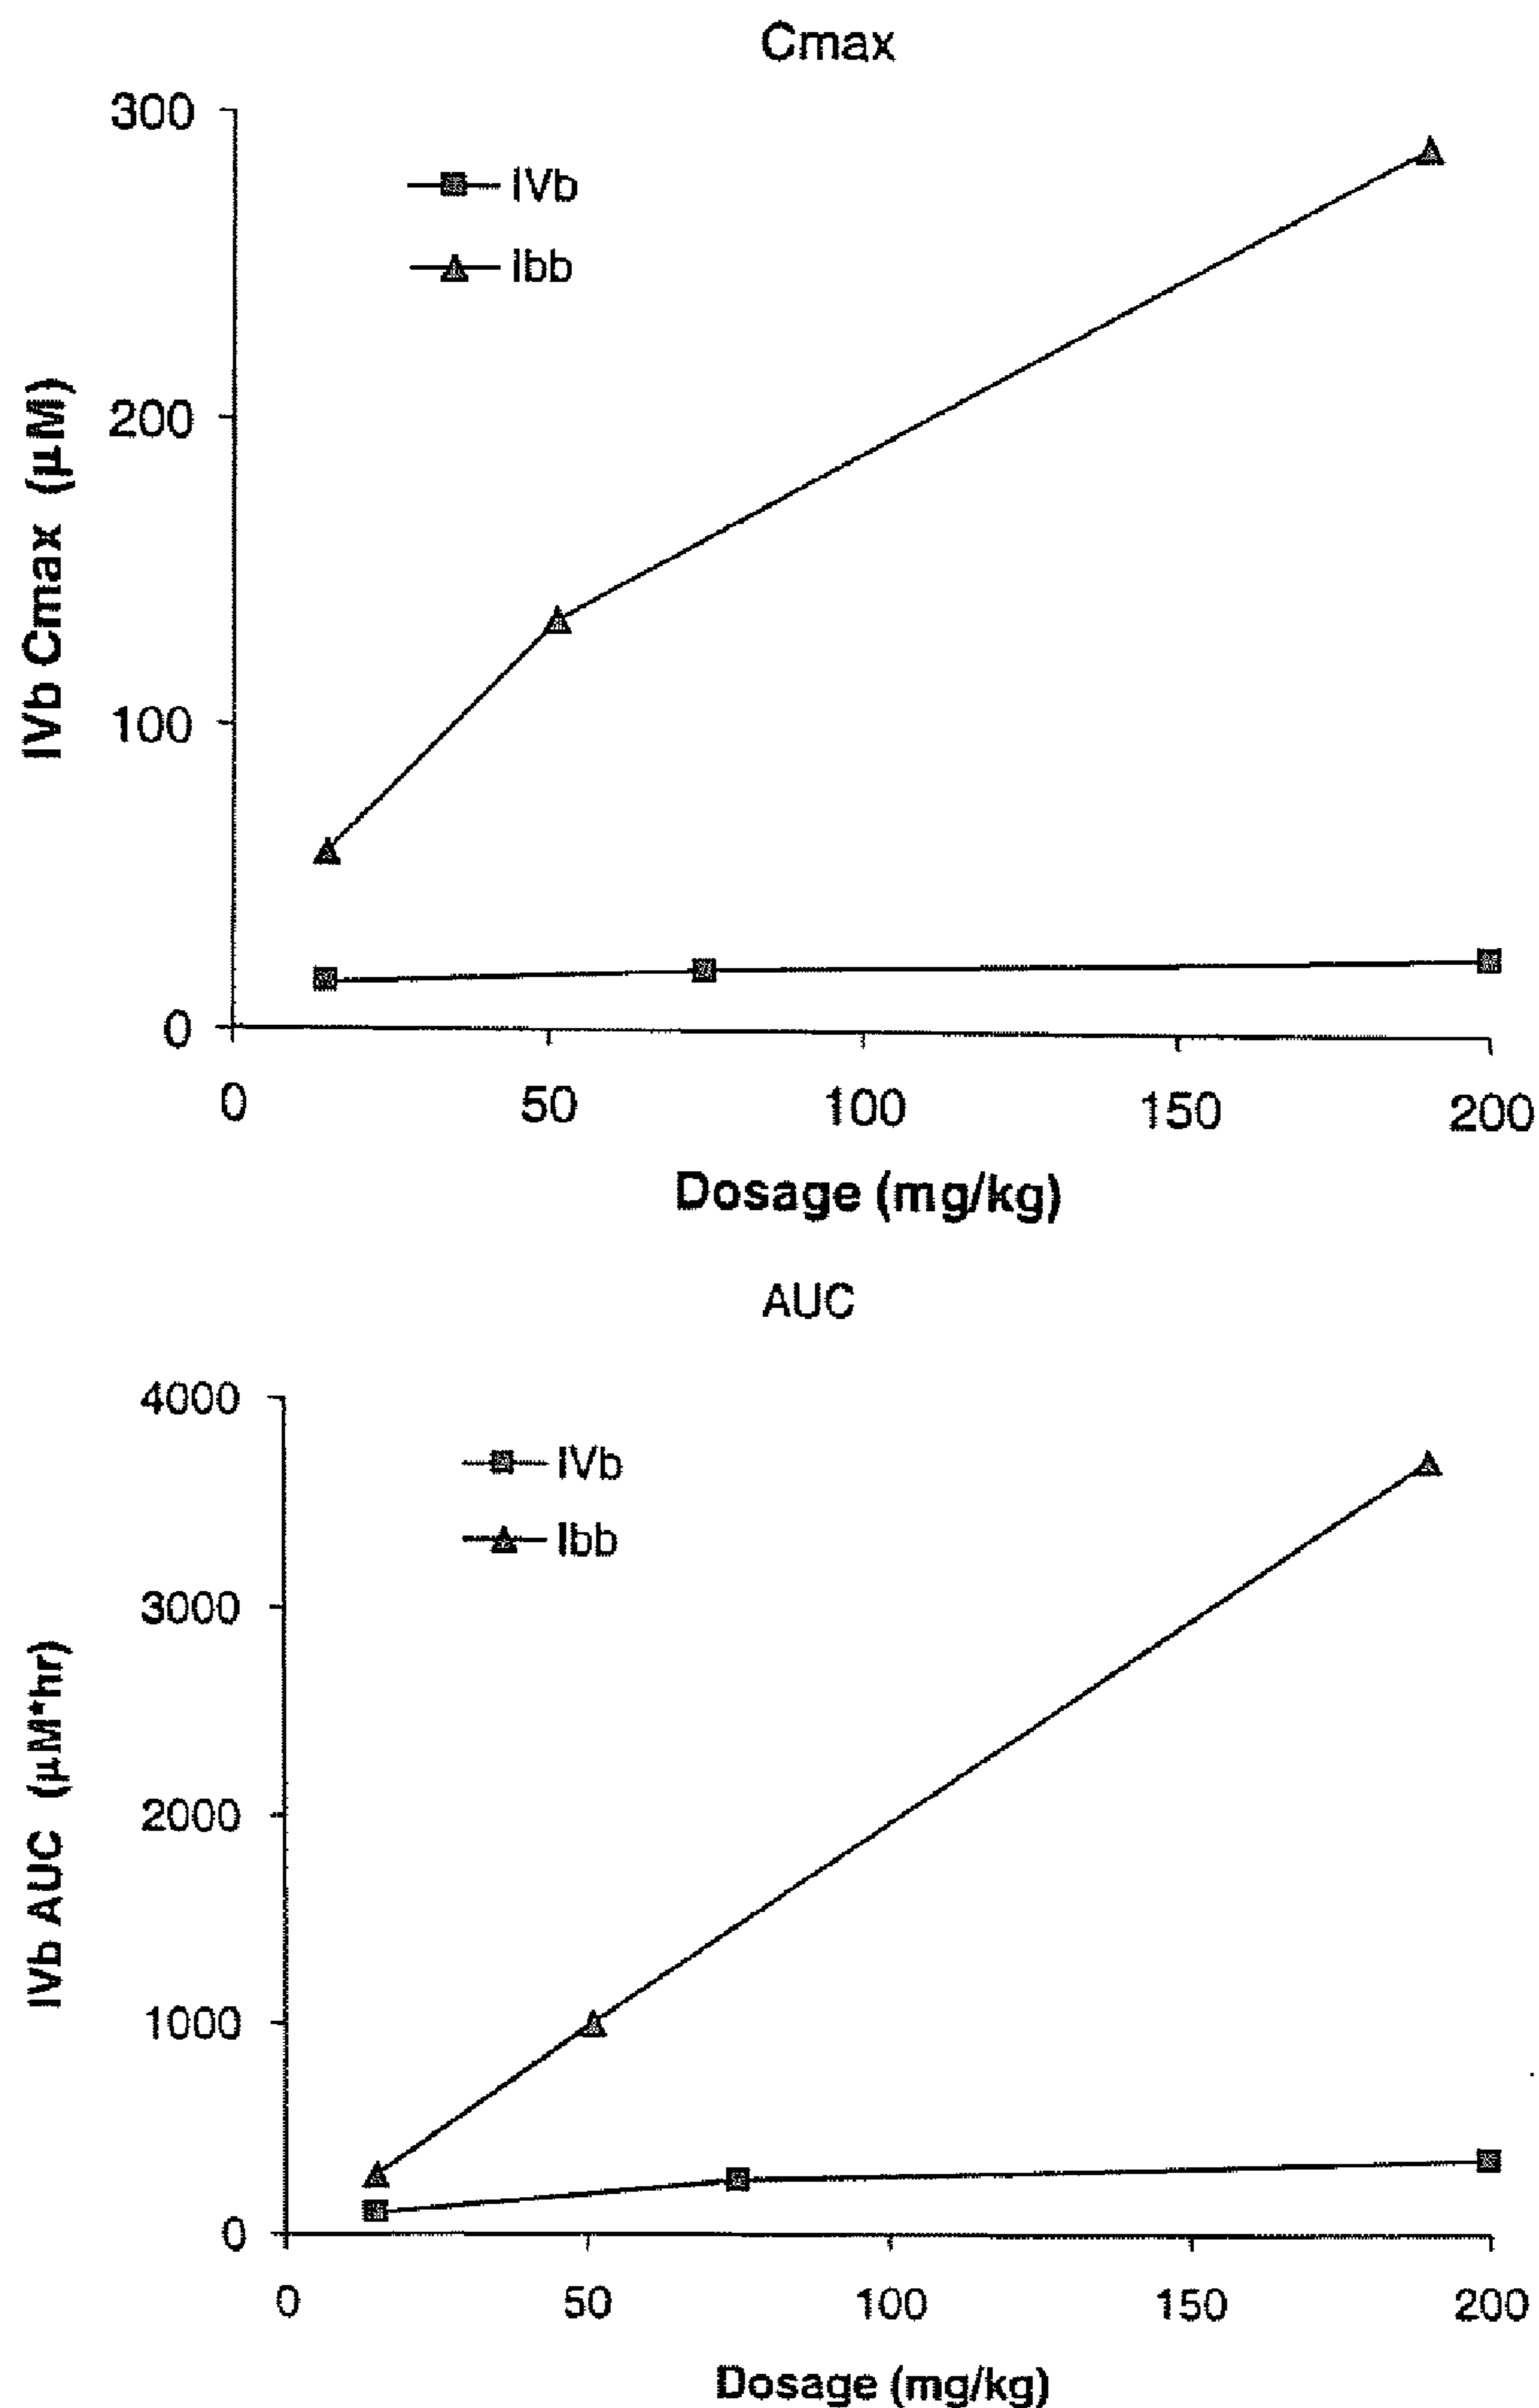 Cmax
300
IVb
Ibb
200
100
0
IVb Cmax (µM)
0 50 100 150 200
Dosage (mg/kg)
AUC
4000
IVb
Ibb
3000
2000
1000
0
IVb AUC (µM*hr)
0 50 100 150 200
Dosage (mg/kg)